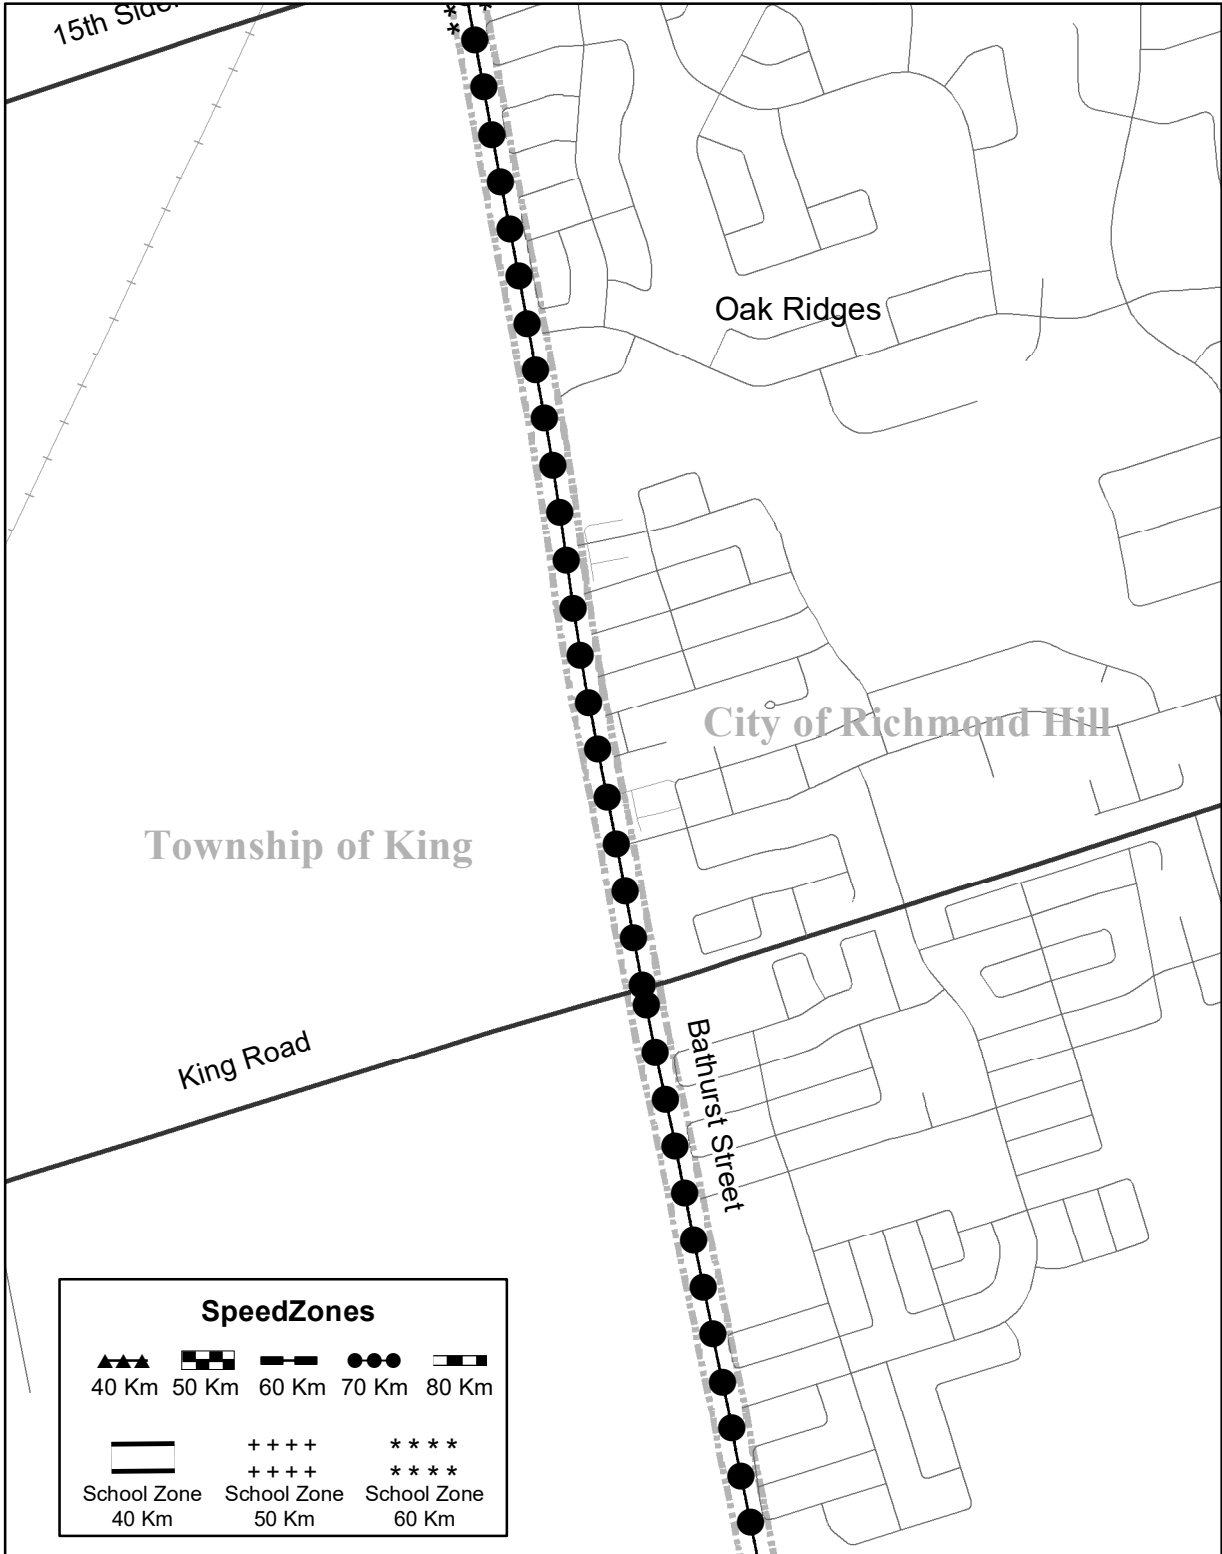 15th
Oak Ridges
City of Richmond Hill
Township of King
King Road
Bathurst Street
SpeedZones
40 Km 50 Km 60 Km 70 Km 80 Km
++++ ****
++++ ****
School Zone School Zone School Zone
40 Km 50 Km 60 Km